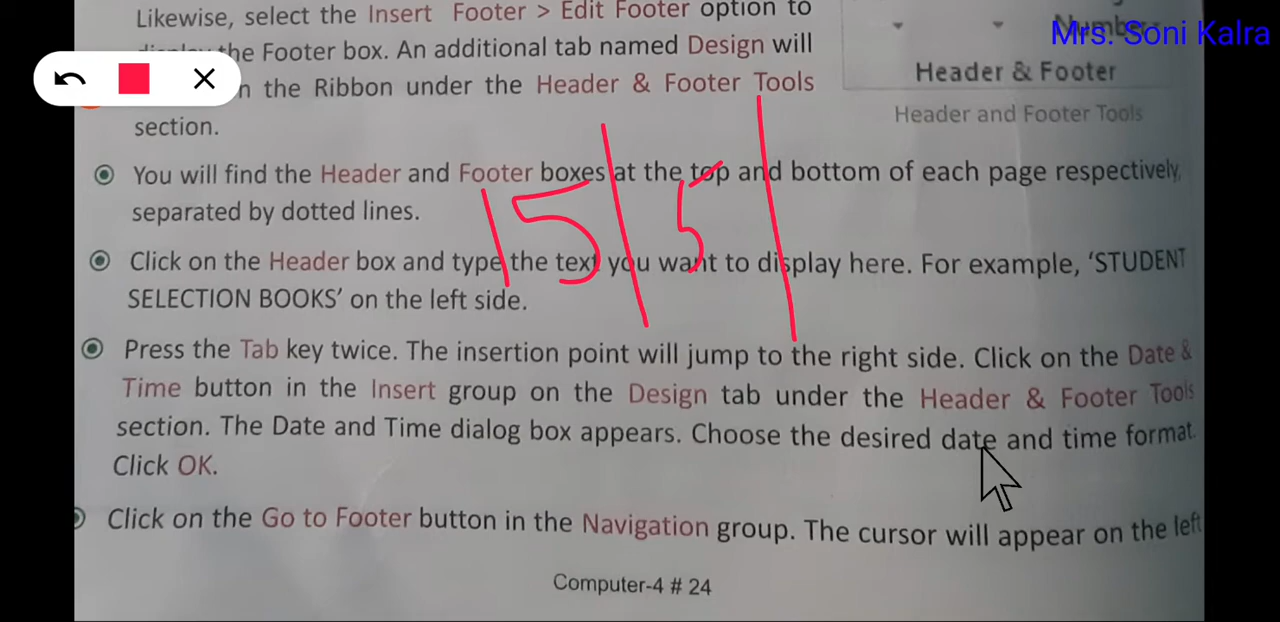 Likewise, select the Insert Footer > Edit Footer option to
the Footer box. An additional tab named Design will
the Ribbon under the Header & Footer Tools
section.
Mrs. Soni Kalra
Header & Footer
Header and Footer Tools
You will find the Header and Footer boxes at the top and bottom of each page respectively,
separated by dotted lines.
15/5/
Click on the Header box and type the text you want to display here. For example, ‘STUDENT
SELECTION BOOKS’ on the left side.
Press the Tab key twice. The insertion point will jump to the right side. Click on the Date &
Time button in the Insert group on the Design tab under the Header & Footer Tools
section. The Date and Time dialog box appears. Choose the desired date and time format.
Click OK.
Click on the Go to Footer button in the Navigation group. The cursor will appear on the left
Computer-4 # 24